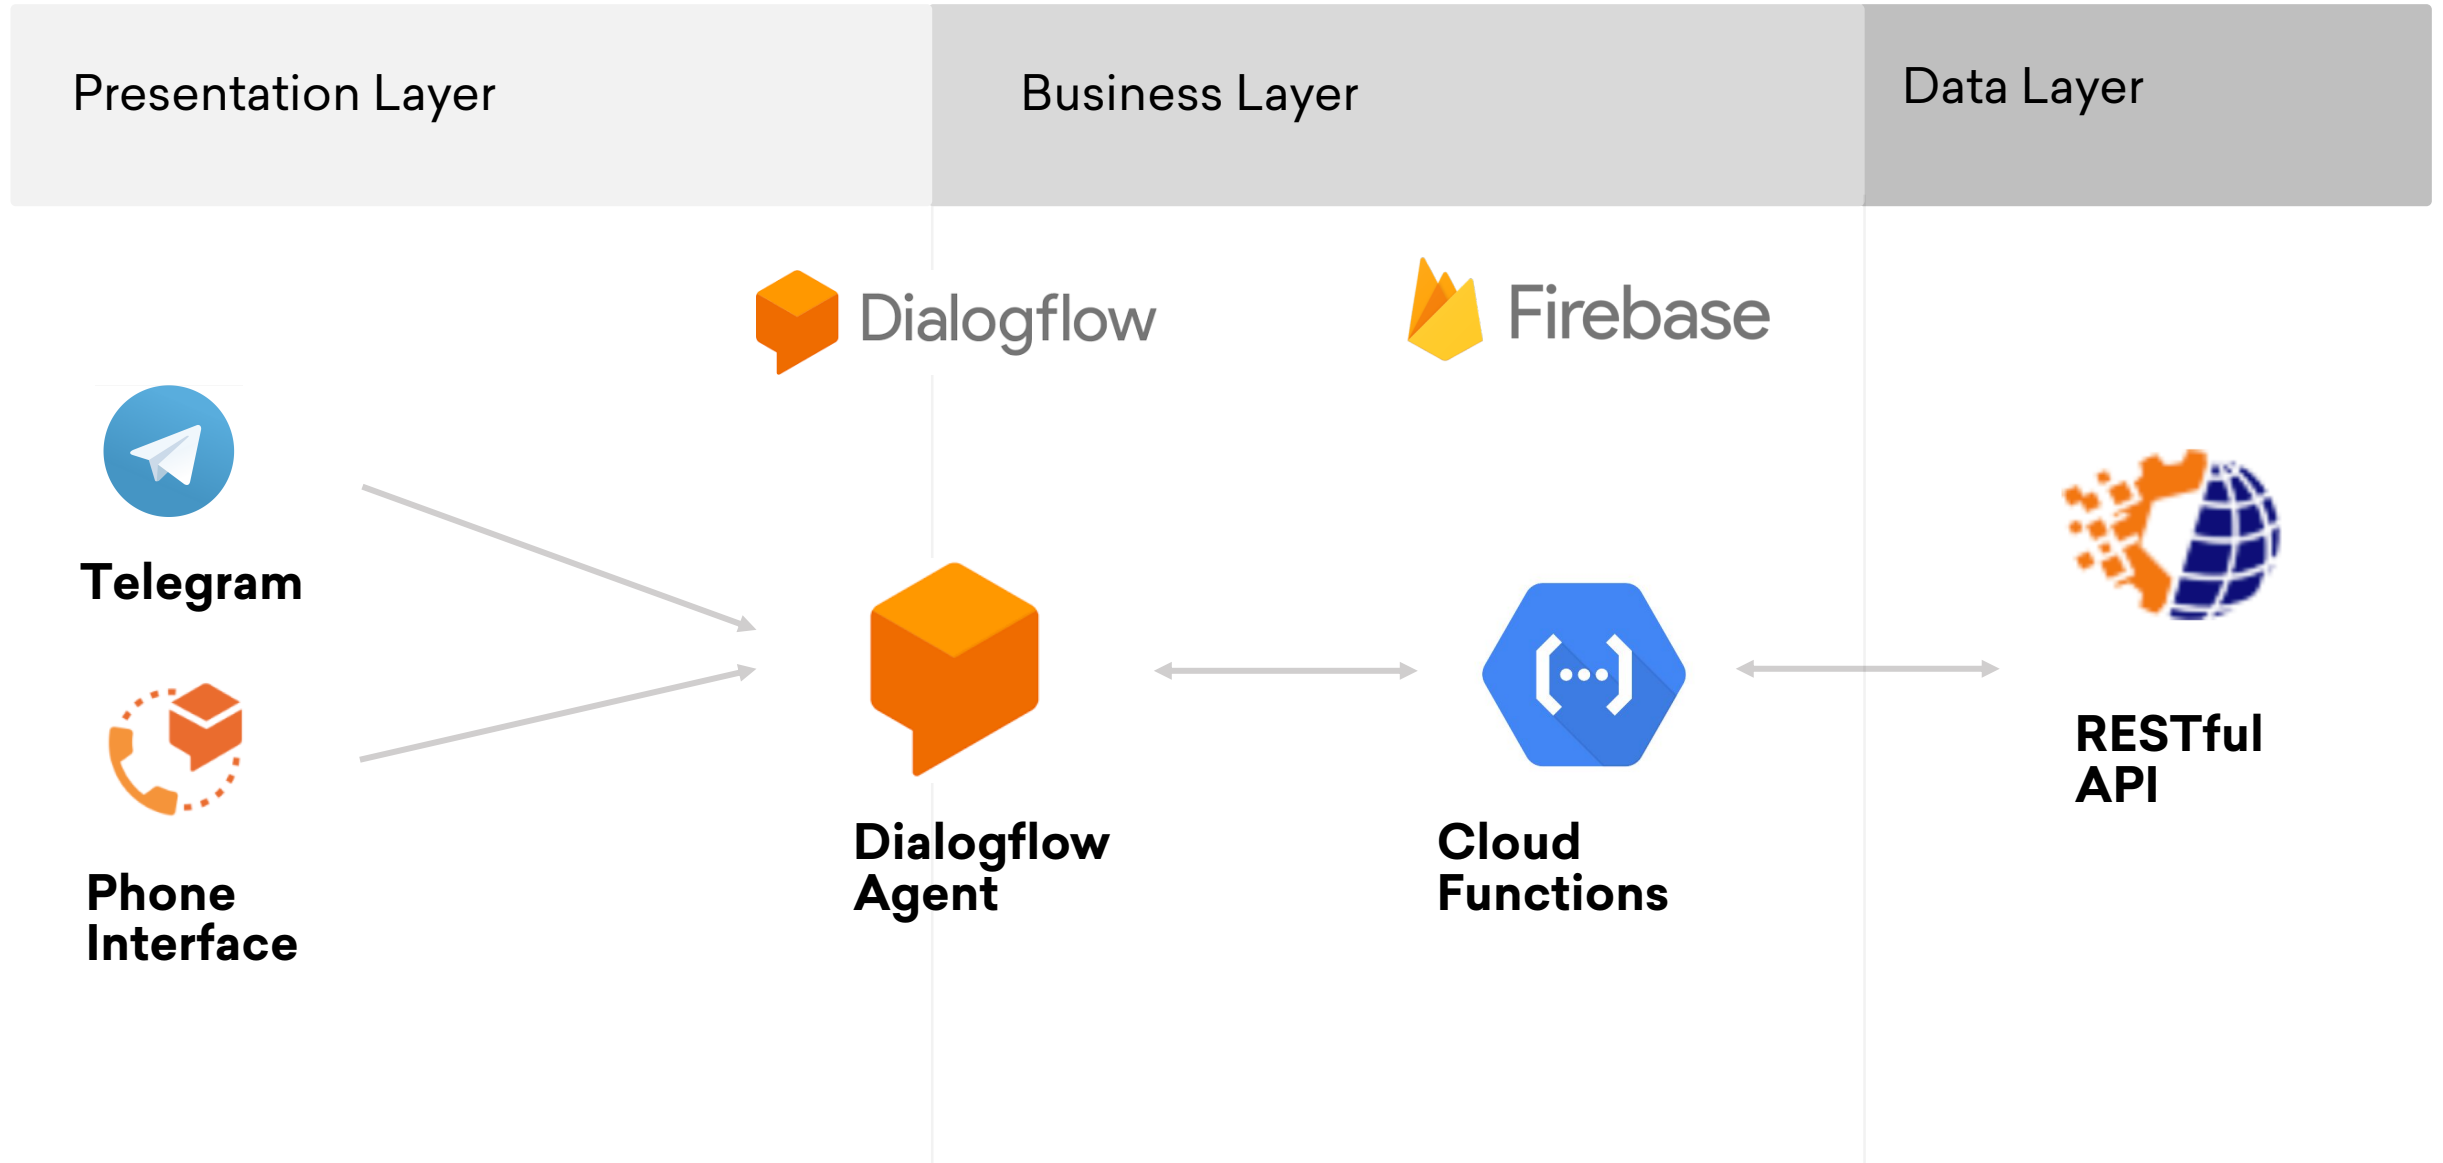 Presentation Layer
Business Layer
Data Layer
Dialogflow
Firebase
Telegram
Phone
Interface
Dialogflow
Agent
Cloud
Functions
RESTful
API